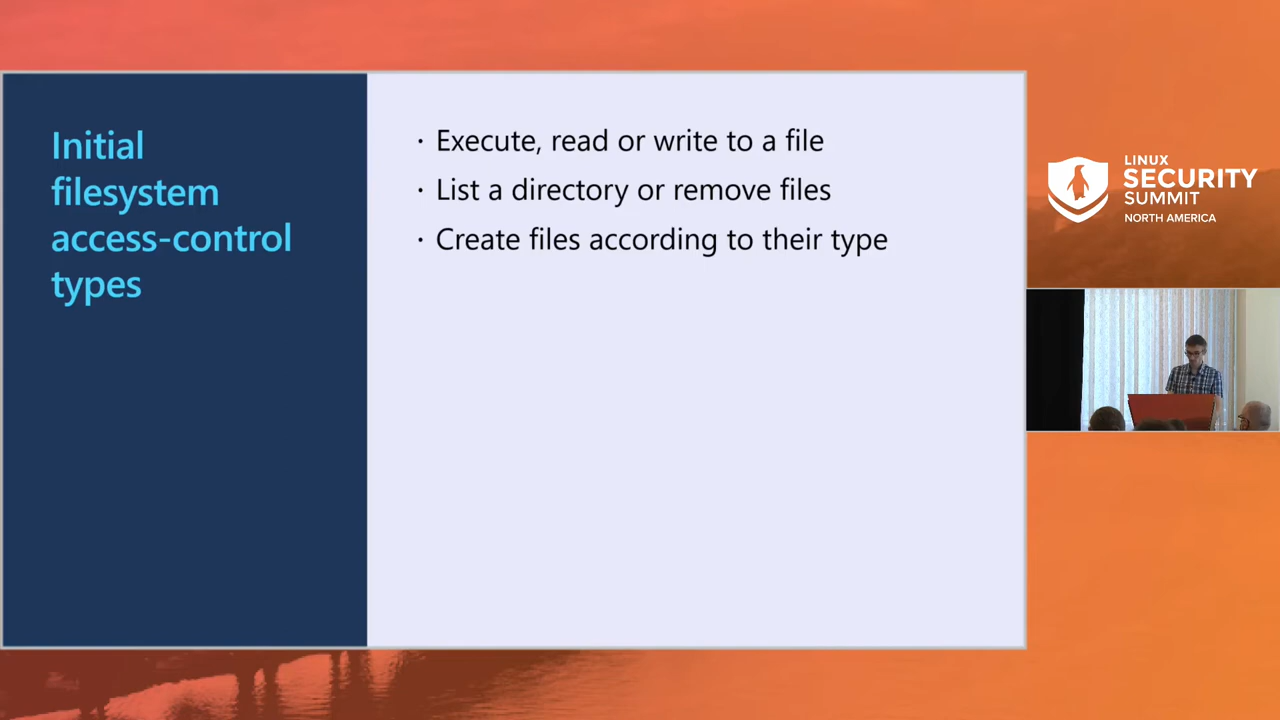 Initial
filesystem
access-control
types
· Execute, read or write to a file
· List a directory or remove files
· Create files according to their type
LINUX
SECURITY
SUMMIT
NORTH AMERICA